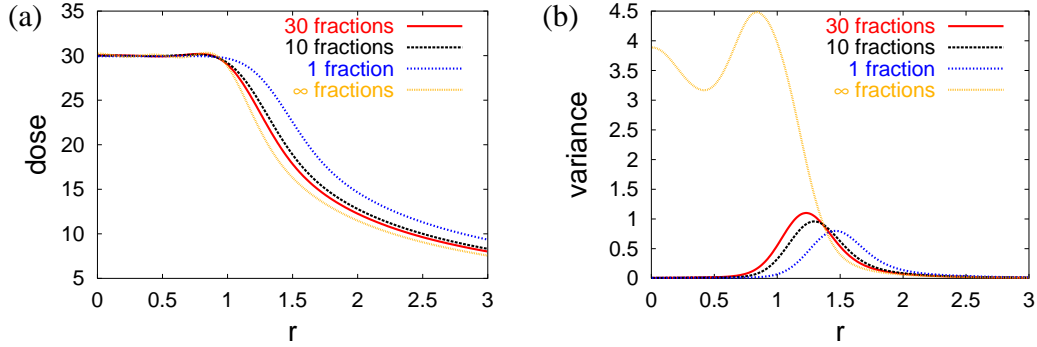 (a)
dose
35
30
25
20
15
10
5
0 0.5 1 1.5 2 2.5 3
r
30 fractions
10 fractions
1 fraction
∞ fractions
(b)
variance
4.5
4
3.5
3
2.5
2
1.5
1
0.5
0
0 0.5 1 1.5 2 2.5 3
r
30 fractions
10 fractions
1 fraction
∞ fractions